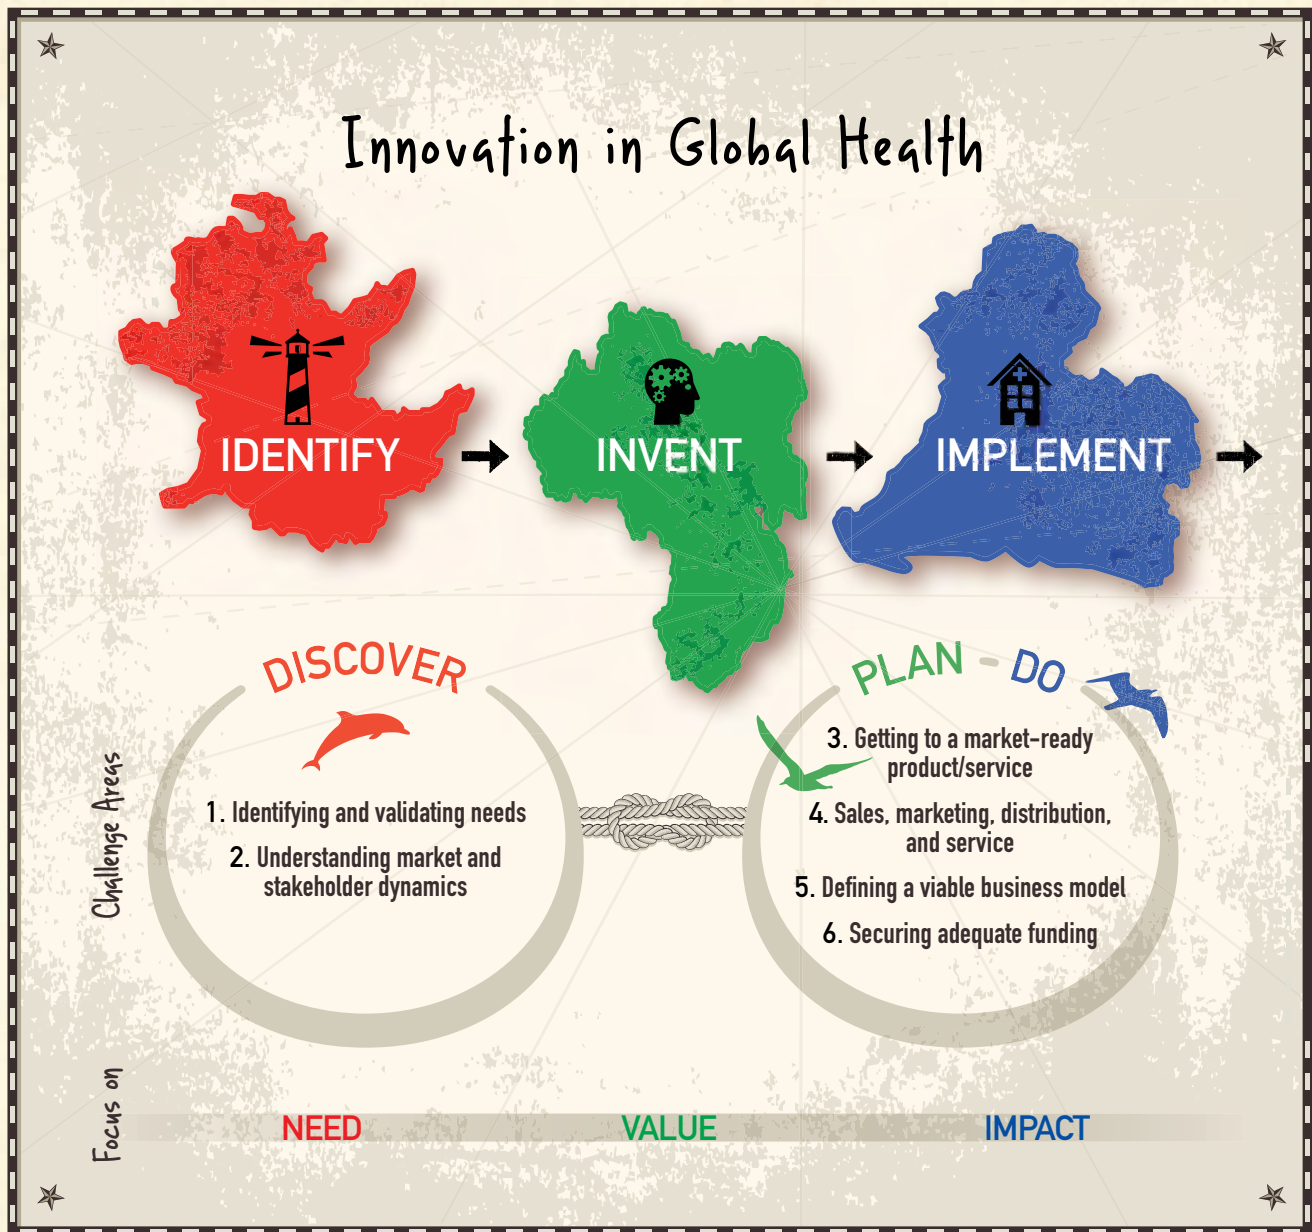 Innovation in Global Health
IDENTIFY
INVENT
IMPLEMENT
DISCOVER
1. Identifying and validating needs
2. Understanding market and
stakeholder dynamics
PLAN - DO
3. Getting to a market-ready
product/service
4. Sales, marketing, distribution,
and service
5. Defining a viable business model
6. Securing adequate funding
Challenge Areas
Focus on
NEED
VALUE
IMPACT